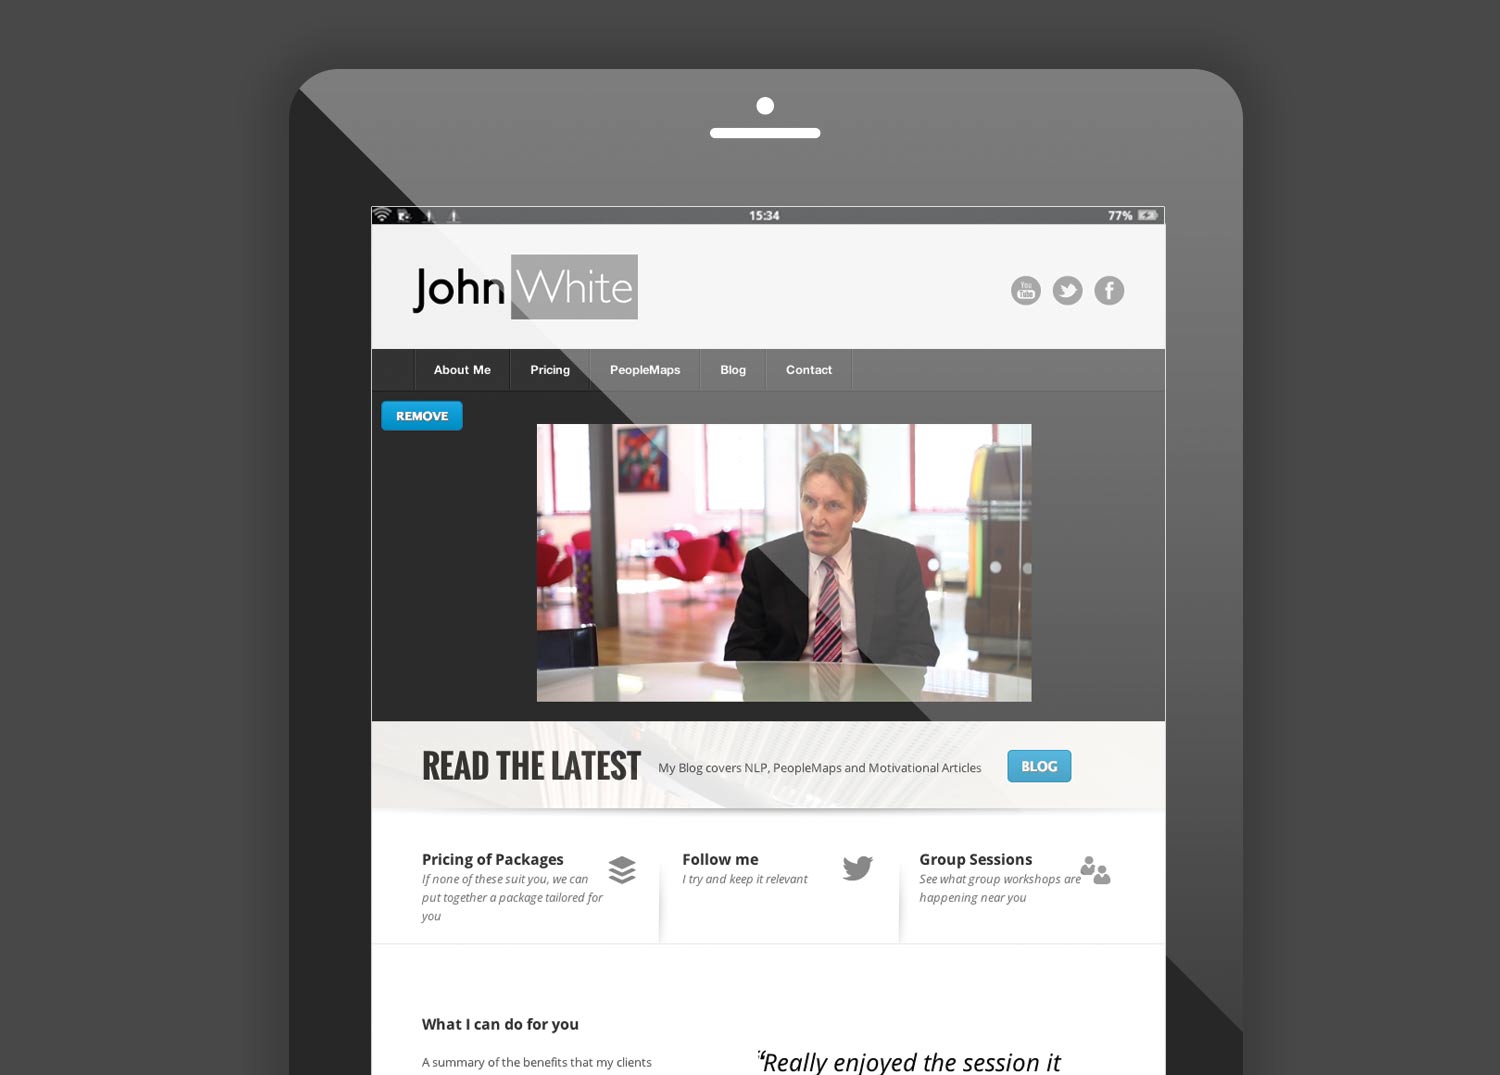 15:34
77%
John White
You Tube
About Me Pricing PeopleMaps Blog Contact
REMOVE
READ THE LATEST My Blog covers NLP, PeopleMaps and Motivational Articles BLOG
Pricing of Packages
If none of these suit you, we can
put together a package tailored for
you
Follow me
I try and keep it relevant
Group Sessions
See what group workshops are
happening near you
What I can do for you
A summary of the benefits that my clients
“Really enjoyed the session it